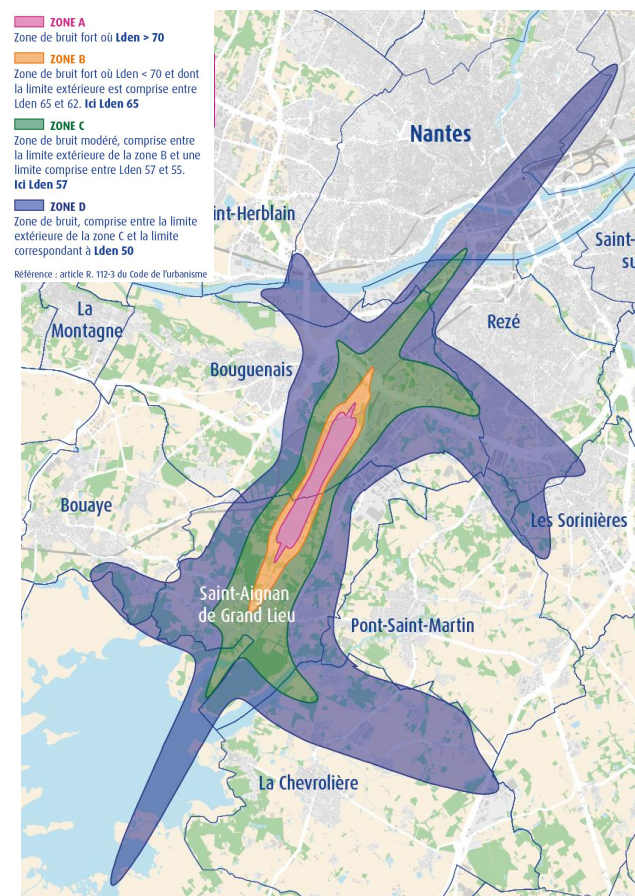 ZONE A
Zone de bruit fort où Lden > 70
ZONE B
Zone de bruit fort où Lden < 70 et dont
la limite extérieure est comprise entre
Lden 65 et 62. Ici Lden 65
ZONE C
Zone de bruit modéré, comprise entre
la limite extérieure de la zone B et une
limite comprise entre Lden 57 et 55.
Ici Lden 57
ZONE D
Zone de bruit, comprise entre la limite
extérieure de la zone C et la limite
correspondant à Lden 50
Référence : article R. 112-3 du Code de l'urbanisme
Nantes
int-Herblain
Saint-
su
La
Montagne
Rezé
Bouguenais
Bouaye
Les Sorinières
Saint-Aignan
de Grand Lieu
Pont-Saint-Martin
La Chevrolière